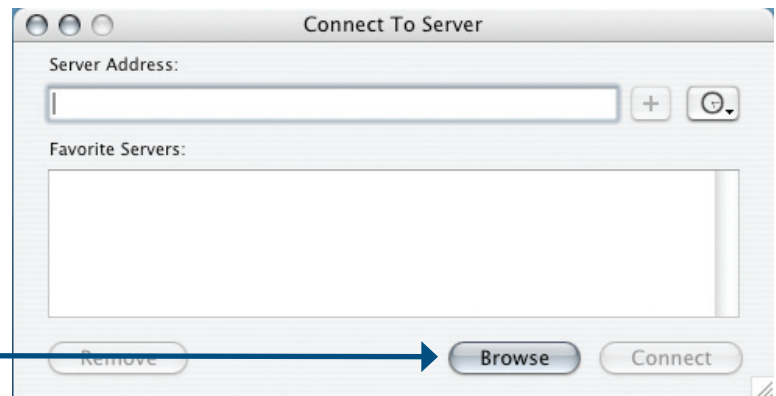 Connect To Server
Server Address:
+
Favorite Servers:
Remove Browse Connect